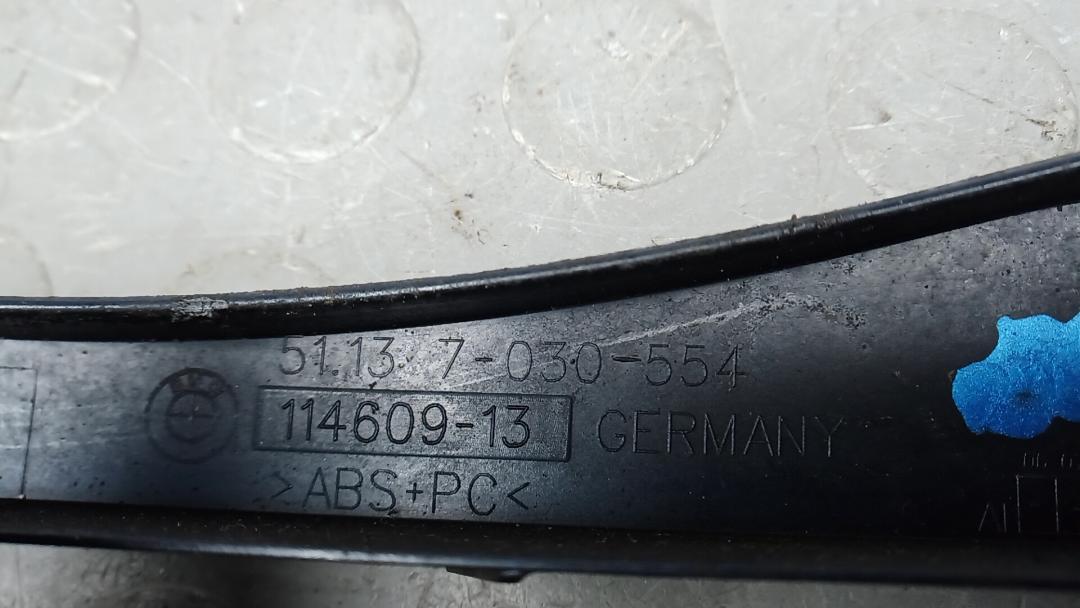 51.13 7-030-554
114609-13
GERMANY
>ABS+PC<